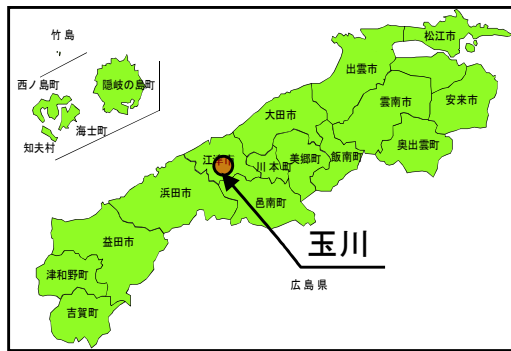 竹島
松江市
西ノ島町
隠岐の島町
出雲市
海士町
知夫村
安来市
雲南市
大田市
奥出雲町
飯南町
美郷町
川本町
江津市
邑南町
浜田市
益田市
玉川
津和野町
広島県
吉賀町